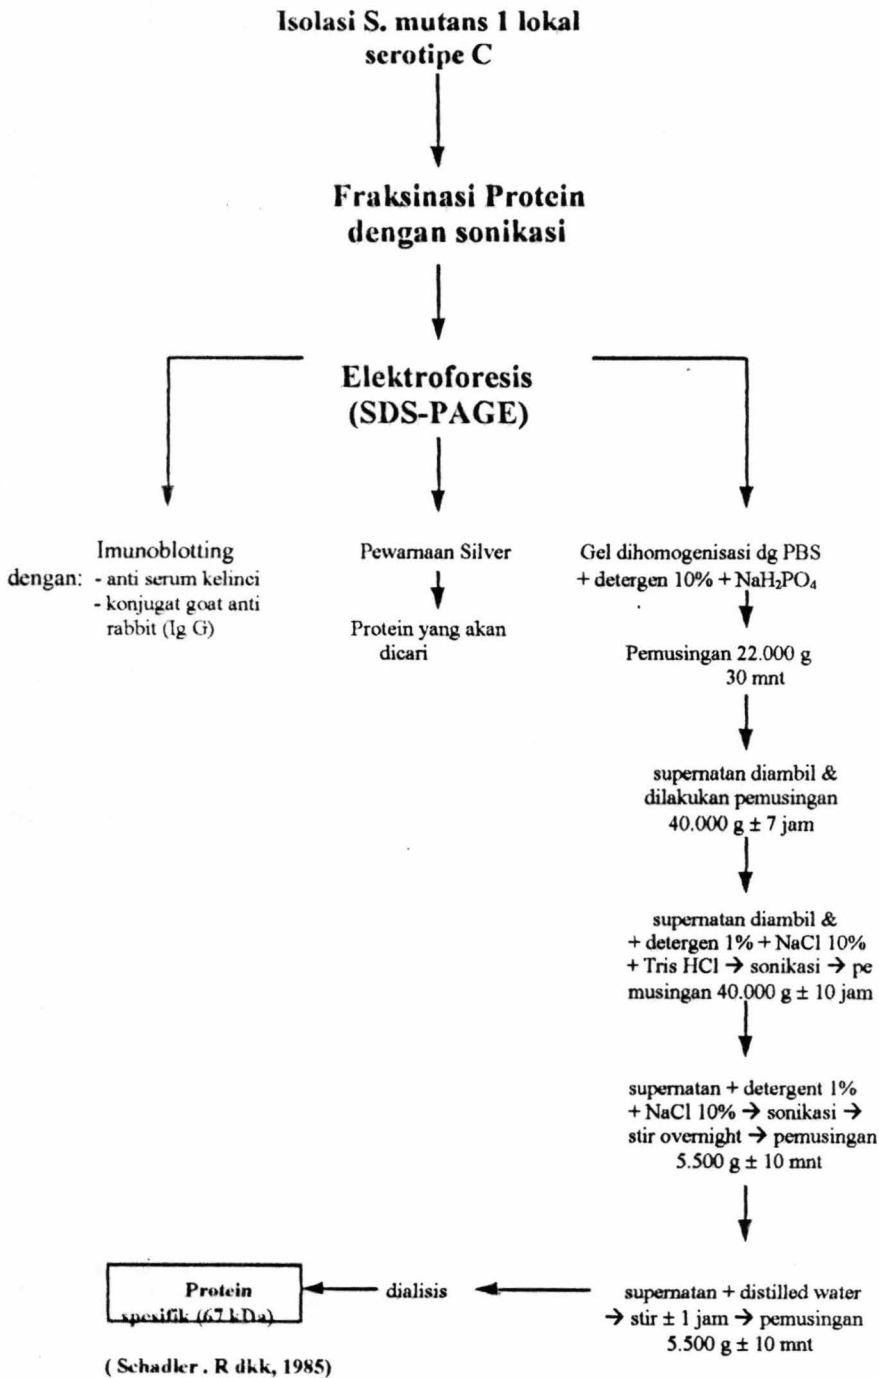 Isolasi S. mutans 1 lokal
serotipe C
Fraksinasi Protein
dengan sonikasi
Elektroforesis
(SDS-PAGE)
Imunoblotting
dengan: - anti serum kelinci
- konjugat goat anti
rabbit (Ig G)
Pewarnaan Silver
Protein yang akan
dicari
Gel dihomogenisasi dg PBS
+ detergen 10% + NaH₂PO₄
Pemusingan 22.000 g
30 mnt
supernatan diambil &
dilakukan pemusingan
40.000 g ± 7 jam
supernatan diambil &
+ detergen 1% + NaCl 10%
+ Tris HCl → sonikasi → pe
musingan 40.000 g ± 10 jam
supernatan + detergent 1%
+ NaCl 10% → sonikasi →
stir overnight → pemusingan
5.500 g ± 10 mnt
supernatan + distilled water
→ stir ± 1 jam → pemusingan
5.500 g ± 10 mnt
dialisis
Protein
spesifik (67 kDa)
( Schadler . R dkk, 1985)